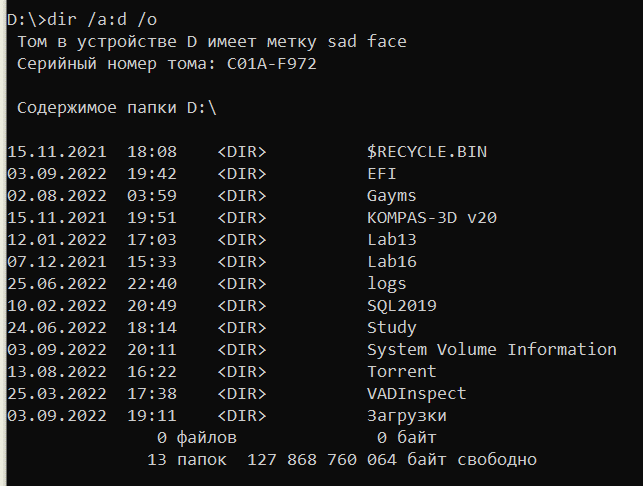 D:\>dir /a:d /o
Том в устройстве D имеет метку sad face
Серийный номер тома: C01A-F972
Содержимое папки D:\
15.11.2021 18:08 <DIR> $RECYCLE.BIN
03.09.2022 19:42 <DIR> EFI
02.08.2022 03:59 <DIR> Gayms
15.11.2021 19:51 <DIR> KOMPAS-3D v20
12.01.2022 17:03 <DIR> Lab13
07.12.2021 15:33 <DIR> Lab16
25.06.2022 22:40 <DIR> logs
10.02.2022 20:49 <DIR> SQL2019
24.06.2022 18:14 <DIR> Study
03.09.2022 20:11 <DIR> System Volume Information
13.08.2022 16:22 <DIR> Torrent
25.03.2022 17:38 <DIR> VADInspect
03.09.2022 19:11 <DIR> Загрузки
0 файлов 0 байт
13 папок 127 868 760 064 байт свободно